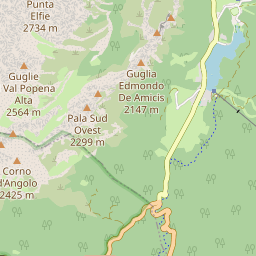 Punta
Elfie
2734 m
Guglie
Val Popena
Alta
2564 m
Guglia
Edmondo
De Amicis
2147 m
Pala Sud
Ovest
2299 m
Corno
d'Angolo
2425 m